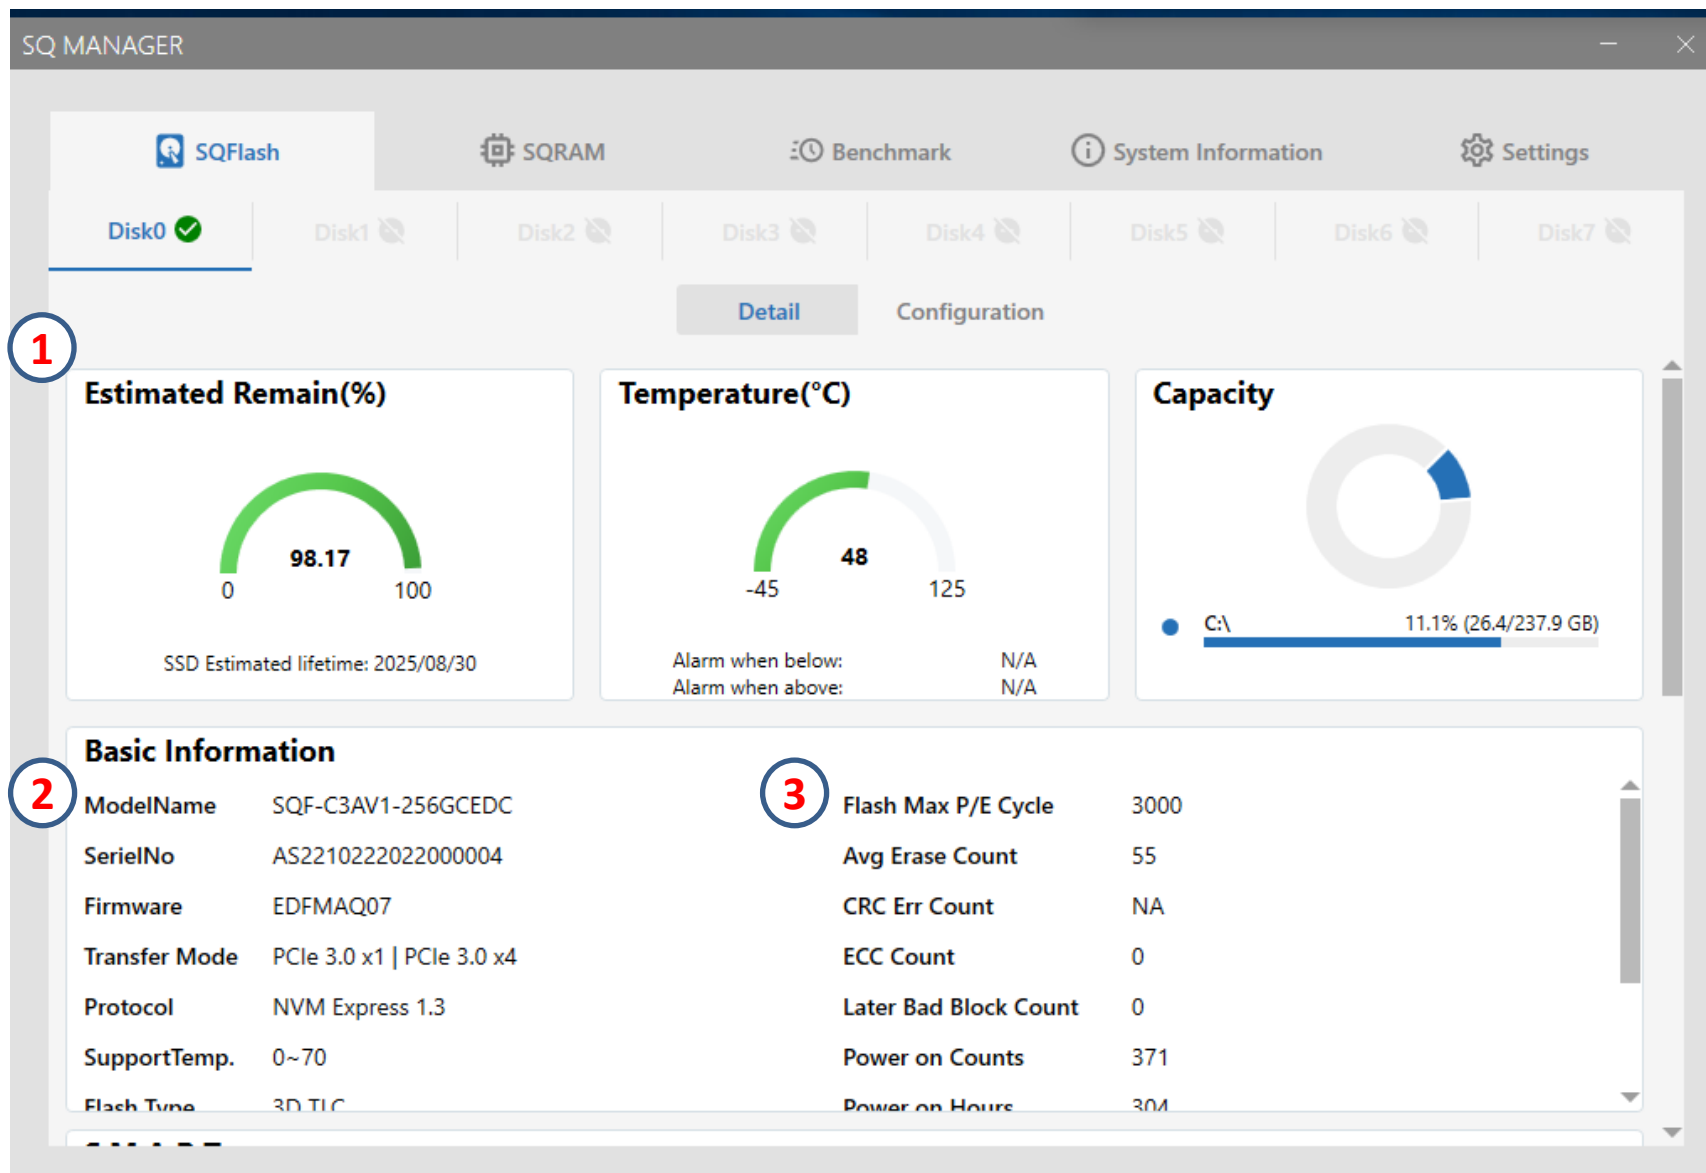 SQ MANAGER
SQFlash SQRAM Benchmark System Information Settings
Disk0 Disk1 Disk2 Disk3 Disk4 Disk5 Disk6 Disk7
Detail Configuration
1
Estimated Remain(%) Temperature(°C) Capacity
98.17 48
0 100 -45 125
C:\ 11.1% (26.4/237.9 GB)
SSD Estimated lifetime: 2025/08/30 Alarm when below: N/A
Alarm when above: N/A
Basic Information
2 3
ModelName SQF-C3AV1-256GCEDC Flash Max P/E Cycle 3000
SerielNo AS2210222022000004 Avg Erase Count 55
Firmware EDFMAQ07 CRC Err Count NA
Transfer Mode PCIe 3.0 x1 | PCIe 3.0 x4 ECC Count 0
Protocol NVM Express 1.3 Later Bad Block Count 0
SupportTemp. 0~70 Power on Counts 371
Flash Type 3D TLC Power on Hours 304